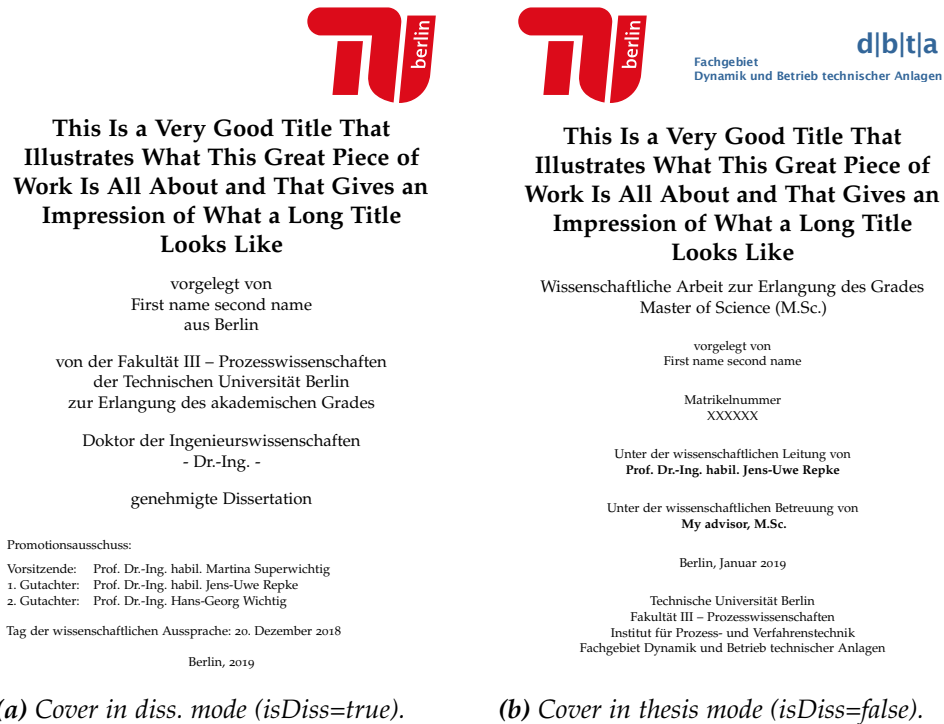 berlin
This Is a Very Good Title That
Illustrates What This Great Piece of
Work Is All About and That Gives an
Impression of What a Long Title
Looks Like
vorgelegt von
First name second name
aus Berlin
von der Fakultät III – Prozesswissenschaften
der Technischen Universität Berlin
zur Erlangung des akademischen Grades
Doktor der Ingenieurswissenschaften
- Dr.-Ing. -
genehmigte Dissertation
Promotionsausschuss:
Vorsitzende: Prof. Dr.-Ing. habil. Martina Superwichtig
1. Gutachter: Prof. Dr.-Ing. habil. Jens-Uwe Repke
2. Gutachter: Prof. Dr.-Ing. Hans-Georg Wichtig
Tag der wissenschaftlichen Aussprache: 20. Dezember 2018
Berlin, 2019
(a) Cover in diss. mode (isDiss=true).
berlin
d|b|t|a
Fachgebiet
Dynamik und Betrieb technischer Anlagen
This Is a Very Good Title That
Illustrates What This Great Piece of
Work Is All About and That Gives an
Impression of What a Long Title
Looks Like
Wissenschaftliche Arbeit zur Erlangung des Grades
Master of Science (M.Sc.)
vorgelegt von
First name second name
Matrikelnummer
XXXXXX
Unter der wissenschaftlichen Leitung von
Prof. Dr.-Ing. habil. Jens-Uwe Repke
Unter der wissenschaftlichen Betreuung von
My advisor, M.Sc.
Berlin, Januar 2019
Technische Universität Berlin
Fakultät III – Prozesswissenschaften
Institut für Prozess- und Verfahrenstechnik
Fachgebiet Dynamik und Betrieb technischer Anlagen
(b) Cover in thesis mode (isDiss=false).